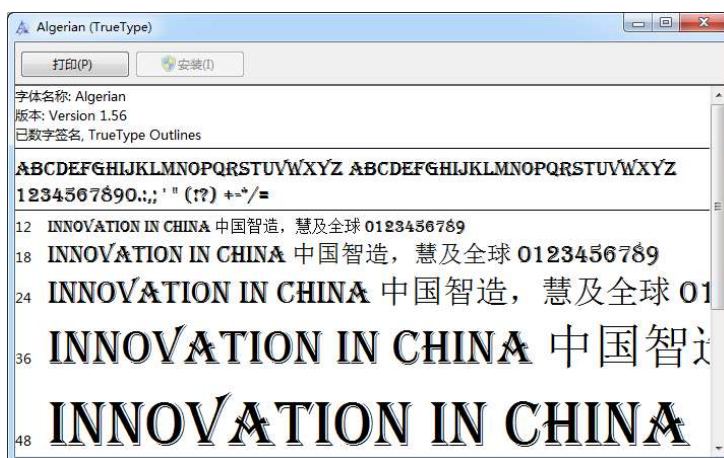 Algerian (TrueType)
打印(P) 安装(I)
字体名称: Algerian
版本: Version 1.56
已数字签名, TrueType Outlines
ABCDEFGHIJKLMNOPQRSTUVWXYZ ABCDEFGHIJKLMNOPQRSTUVWXYZ
1234567890.:,; ' " (!?) +-*/=
12 INNOVATION IN CHINA 中国智造，慧及全球 0123456789
18 INNOVATION IN CHINA 中国智造，慧及全球 0123456789
24 INNOVATION IN CHINA 中国智造，慧及全球 01
36 INNOVATION IN CHINA 中国智
48 INNOVATION IN CHINA